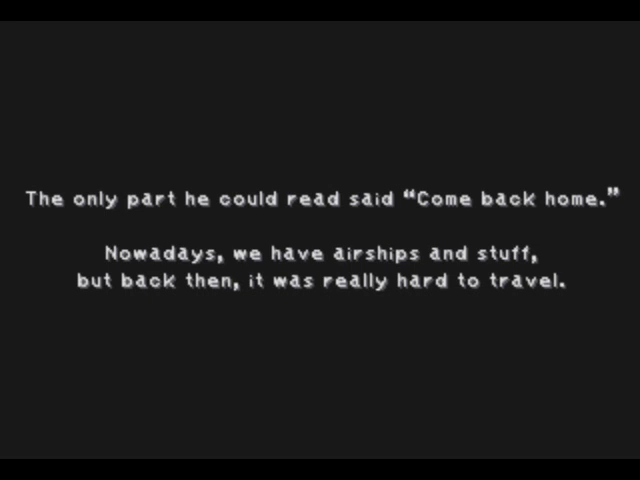 The only part he could read said “Come back home.”
Nowadays, we have airships and stuff,
but back then, it was really hard to travel.